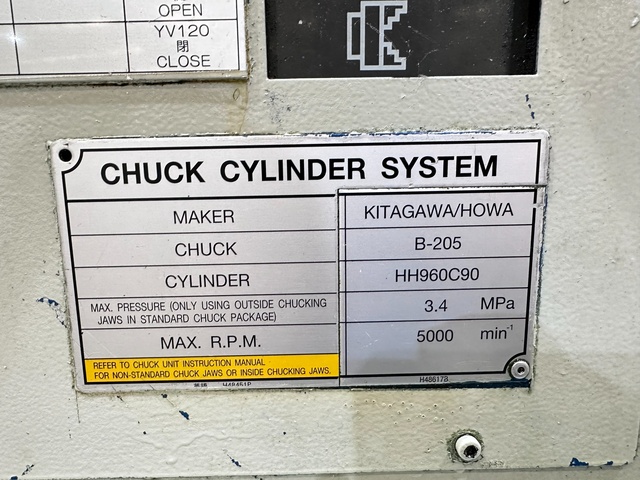 OPEN
YV120
閉
CLOSE
CHUCK CYLINDER SYSTEM
MAKER KITAGAWA/HOWA
CHUCK B-205
CYLINDER HH960C90
MAX. PRESSURE (ONLY USING OUTSIDE CHUCKING
JAWS IN STANDARD CHUCK PACKAGE) 3.4 MPa
MAX. R.P.M. 5000 min⁻¹
REFER TO CHUCK UNIT INSTRUCTION MANUAL
FOR NON-STANDARD CHUCK JAWS OR INSIDE CHUCKING JAWS.
H48617B